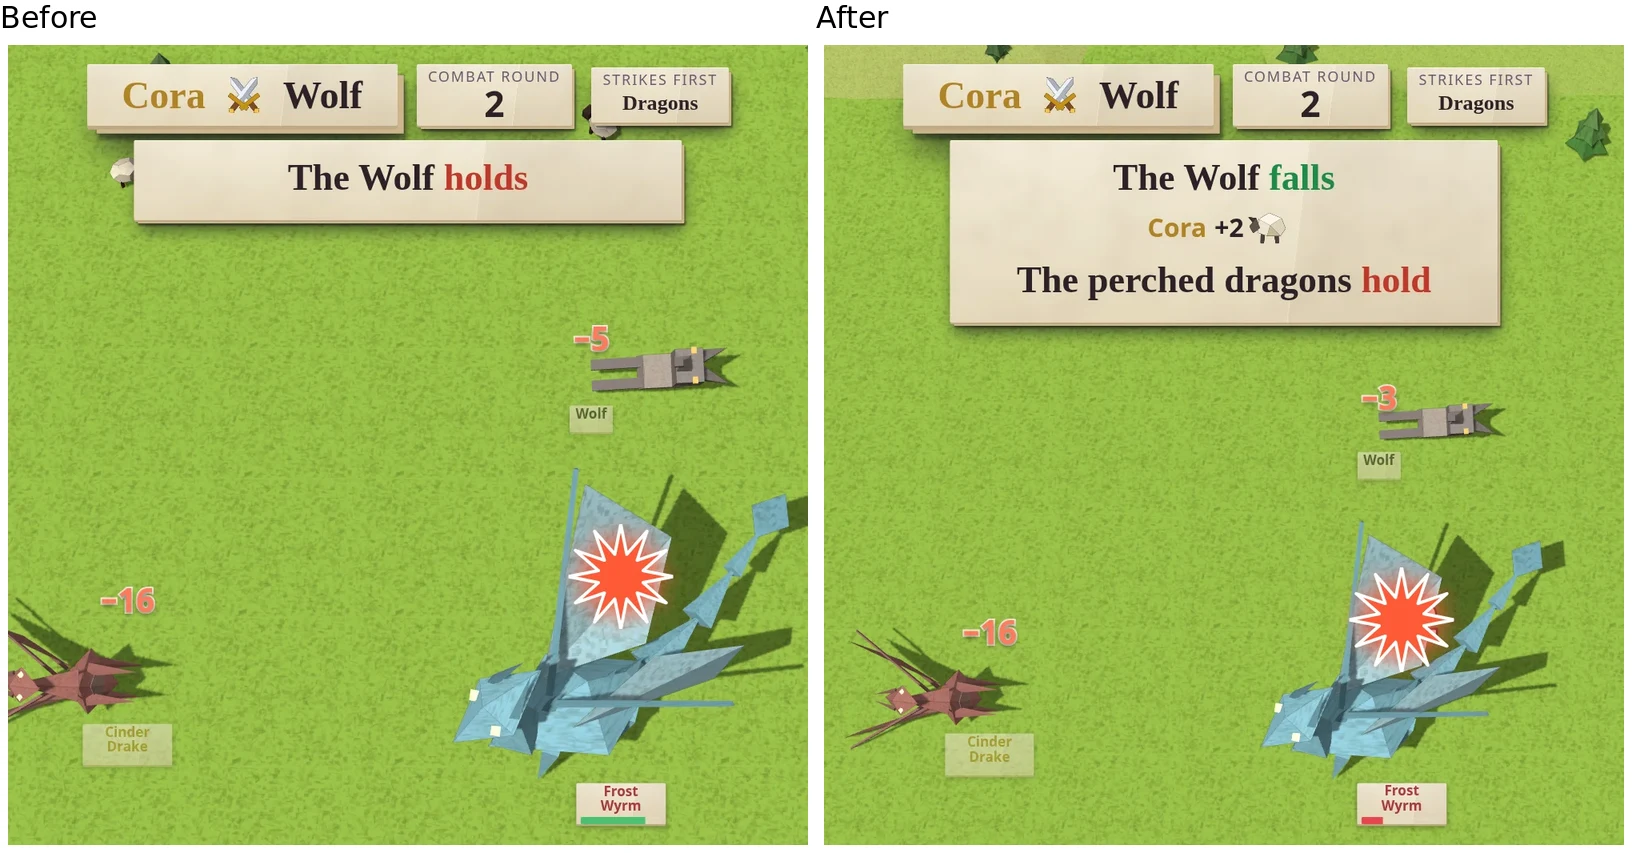 Before
After
Cora Wolf
COMBAT ROUND
2
STRIKES FIRST
Dragons
The Wolf holds
-5
Wolf
-16
Cinder
Drake
Frost
Wyrm
Cora Wolf
COMBAT ROUND
2
STRIKES FIRST
Dragons
The Wolf falls
Cora +2
The perched dragons hold
-3
Wolf
-16
Cinder
Drake
Frost
Wyrm